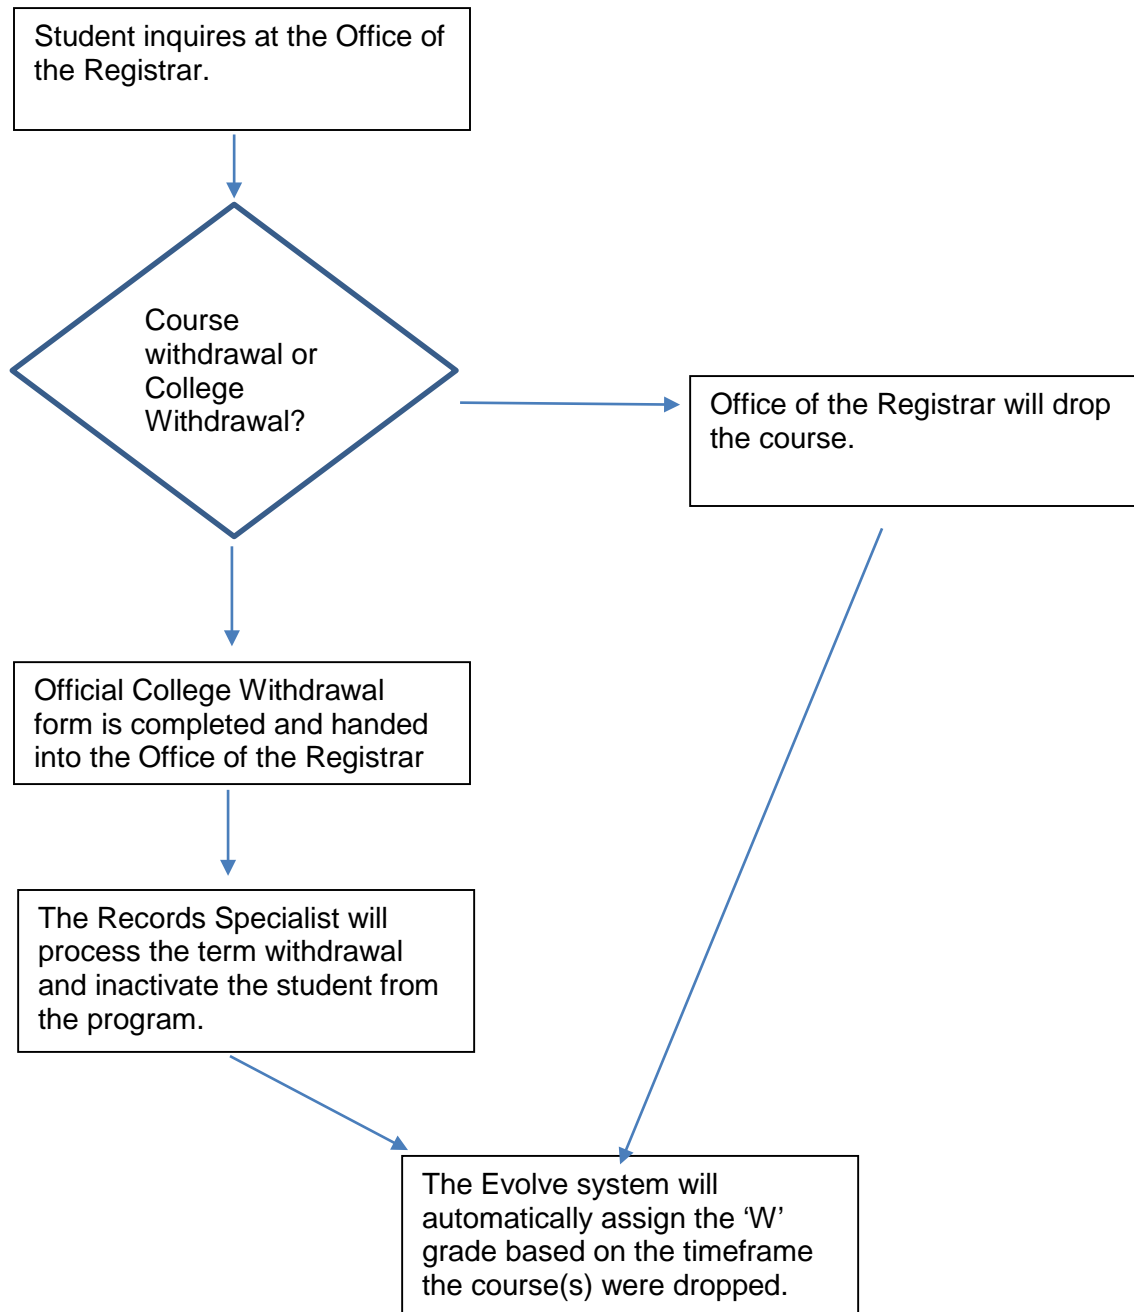 Student inquires at the Office of
the Registrar.
Course
withdrawal or
College
Withdrawal?
Office of the Registrar will drop
the course.
Official College Withdrawal
form is completed and handed
into the Office of the Registrar
The Records Specialist will
process the term withdrawal
and inactivate the student from
the program.
The Evolve system will
automatically assign the ‘W’
grade based on the timeframe
the course(s) were dropped.